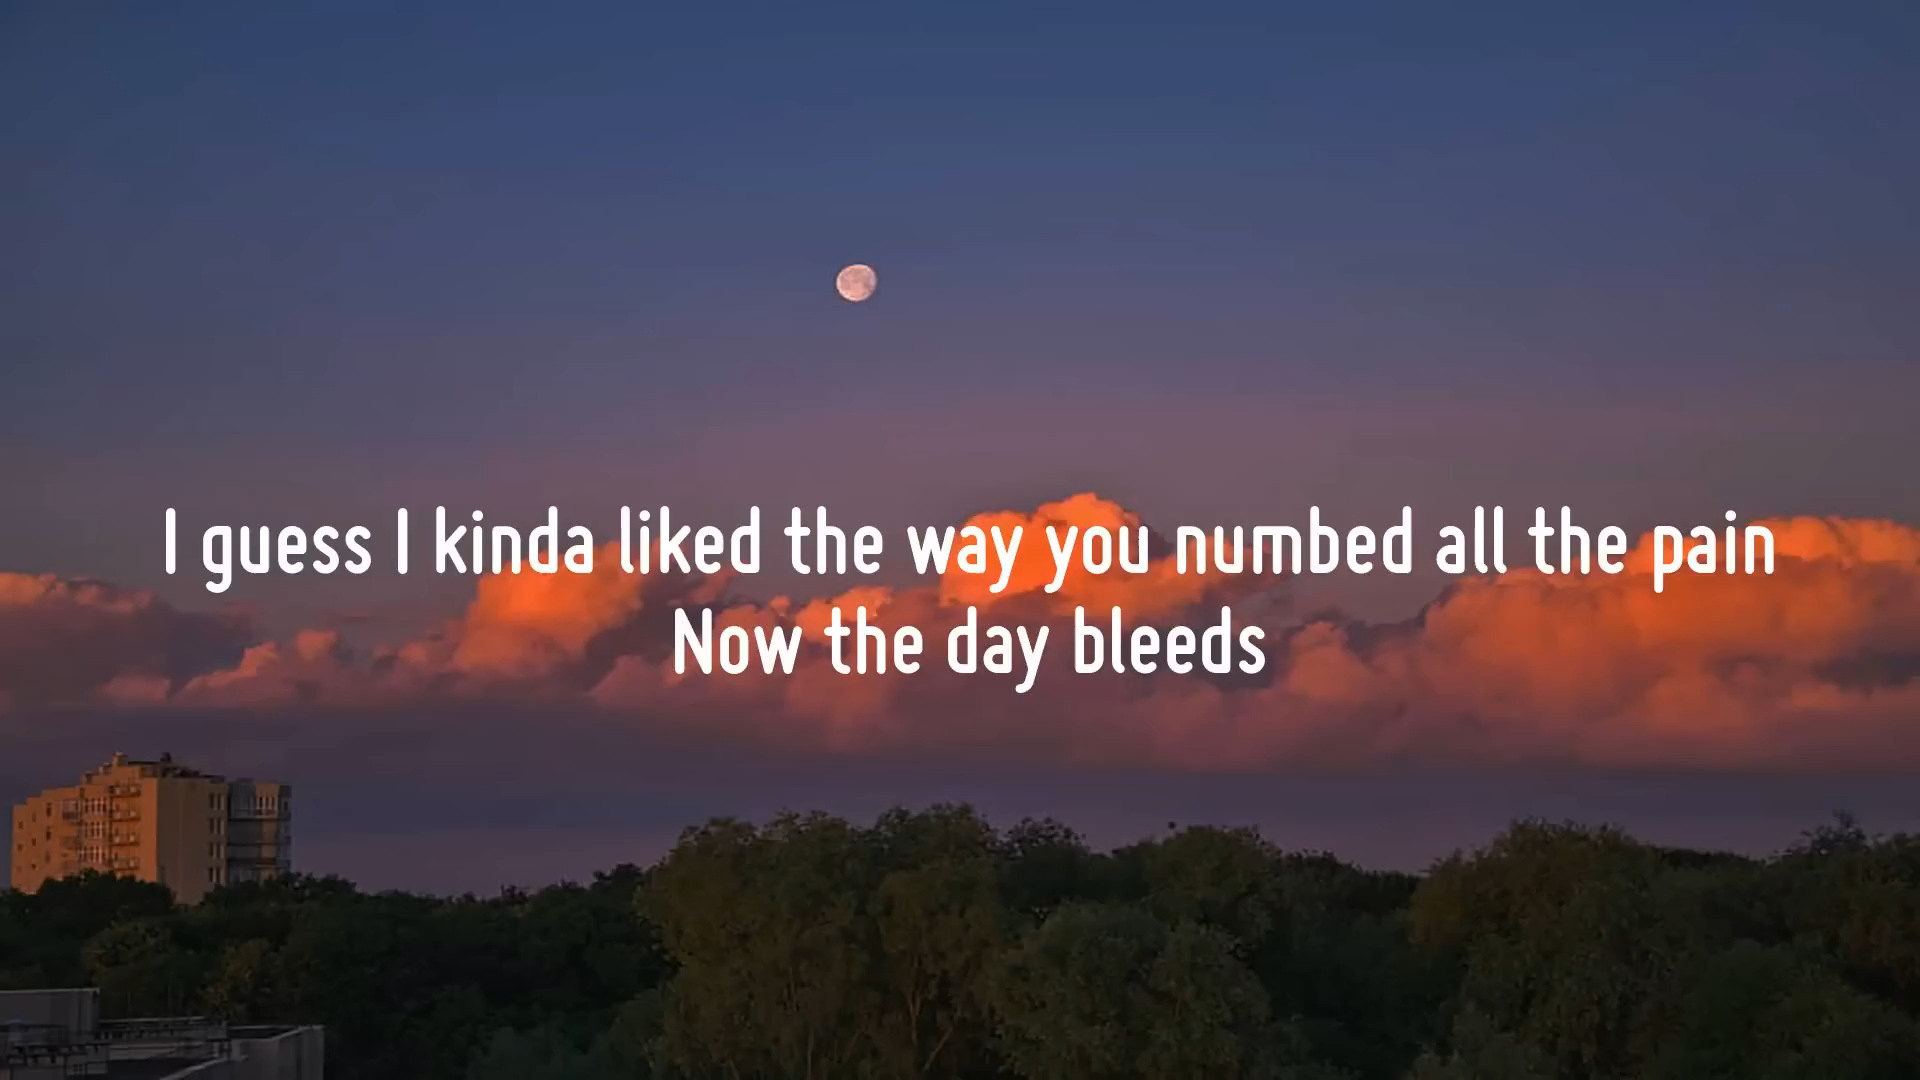 I guess I kinda liked the way you numbed all the pain
Now the day bleeds